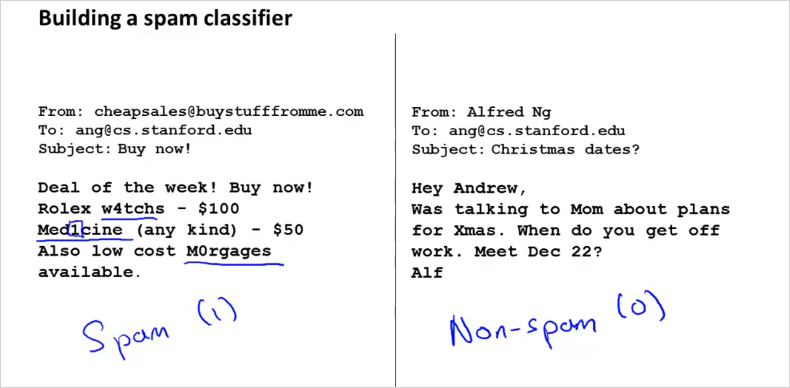 Building a spam classifier
From: cheapsales@buystufffromme.com
To: ang@cs.stanford.edu
Subject: Buy now!
Deal of the week! Buy now!
Rolex w4tchs - $100
Med1cine (any kind) - $50
Also low cost M0rgages
available.
Spam (1)
From: Alfred Ng
To: ang@cs.stanford.edu
Subject: Christmas dates?
Hey Andrew,
Was talking to Mom about plans
for Xmas. When do you get off
work. Meet Dec 22?
Alf
Non-spam (0)